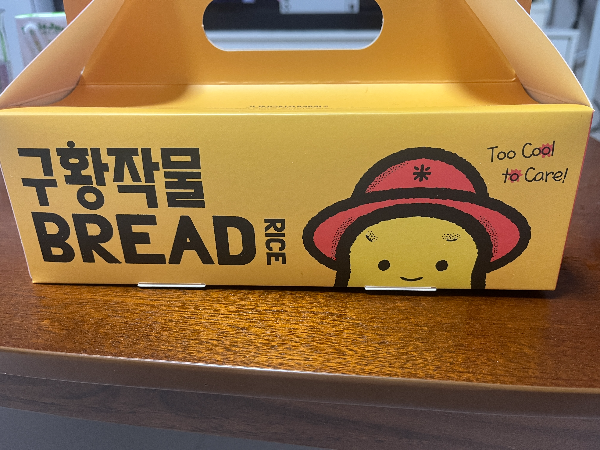 구황작물
BREAD
RICE
Too Cool
to Care!